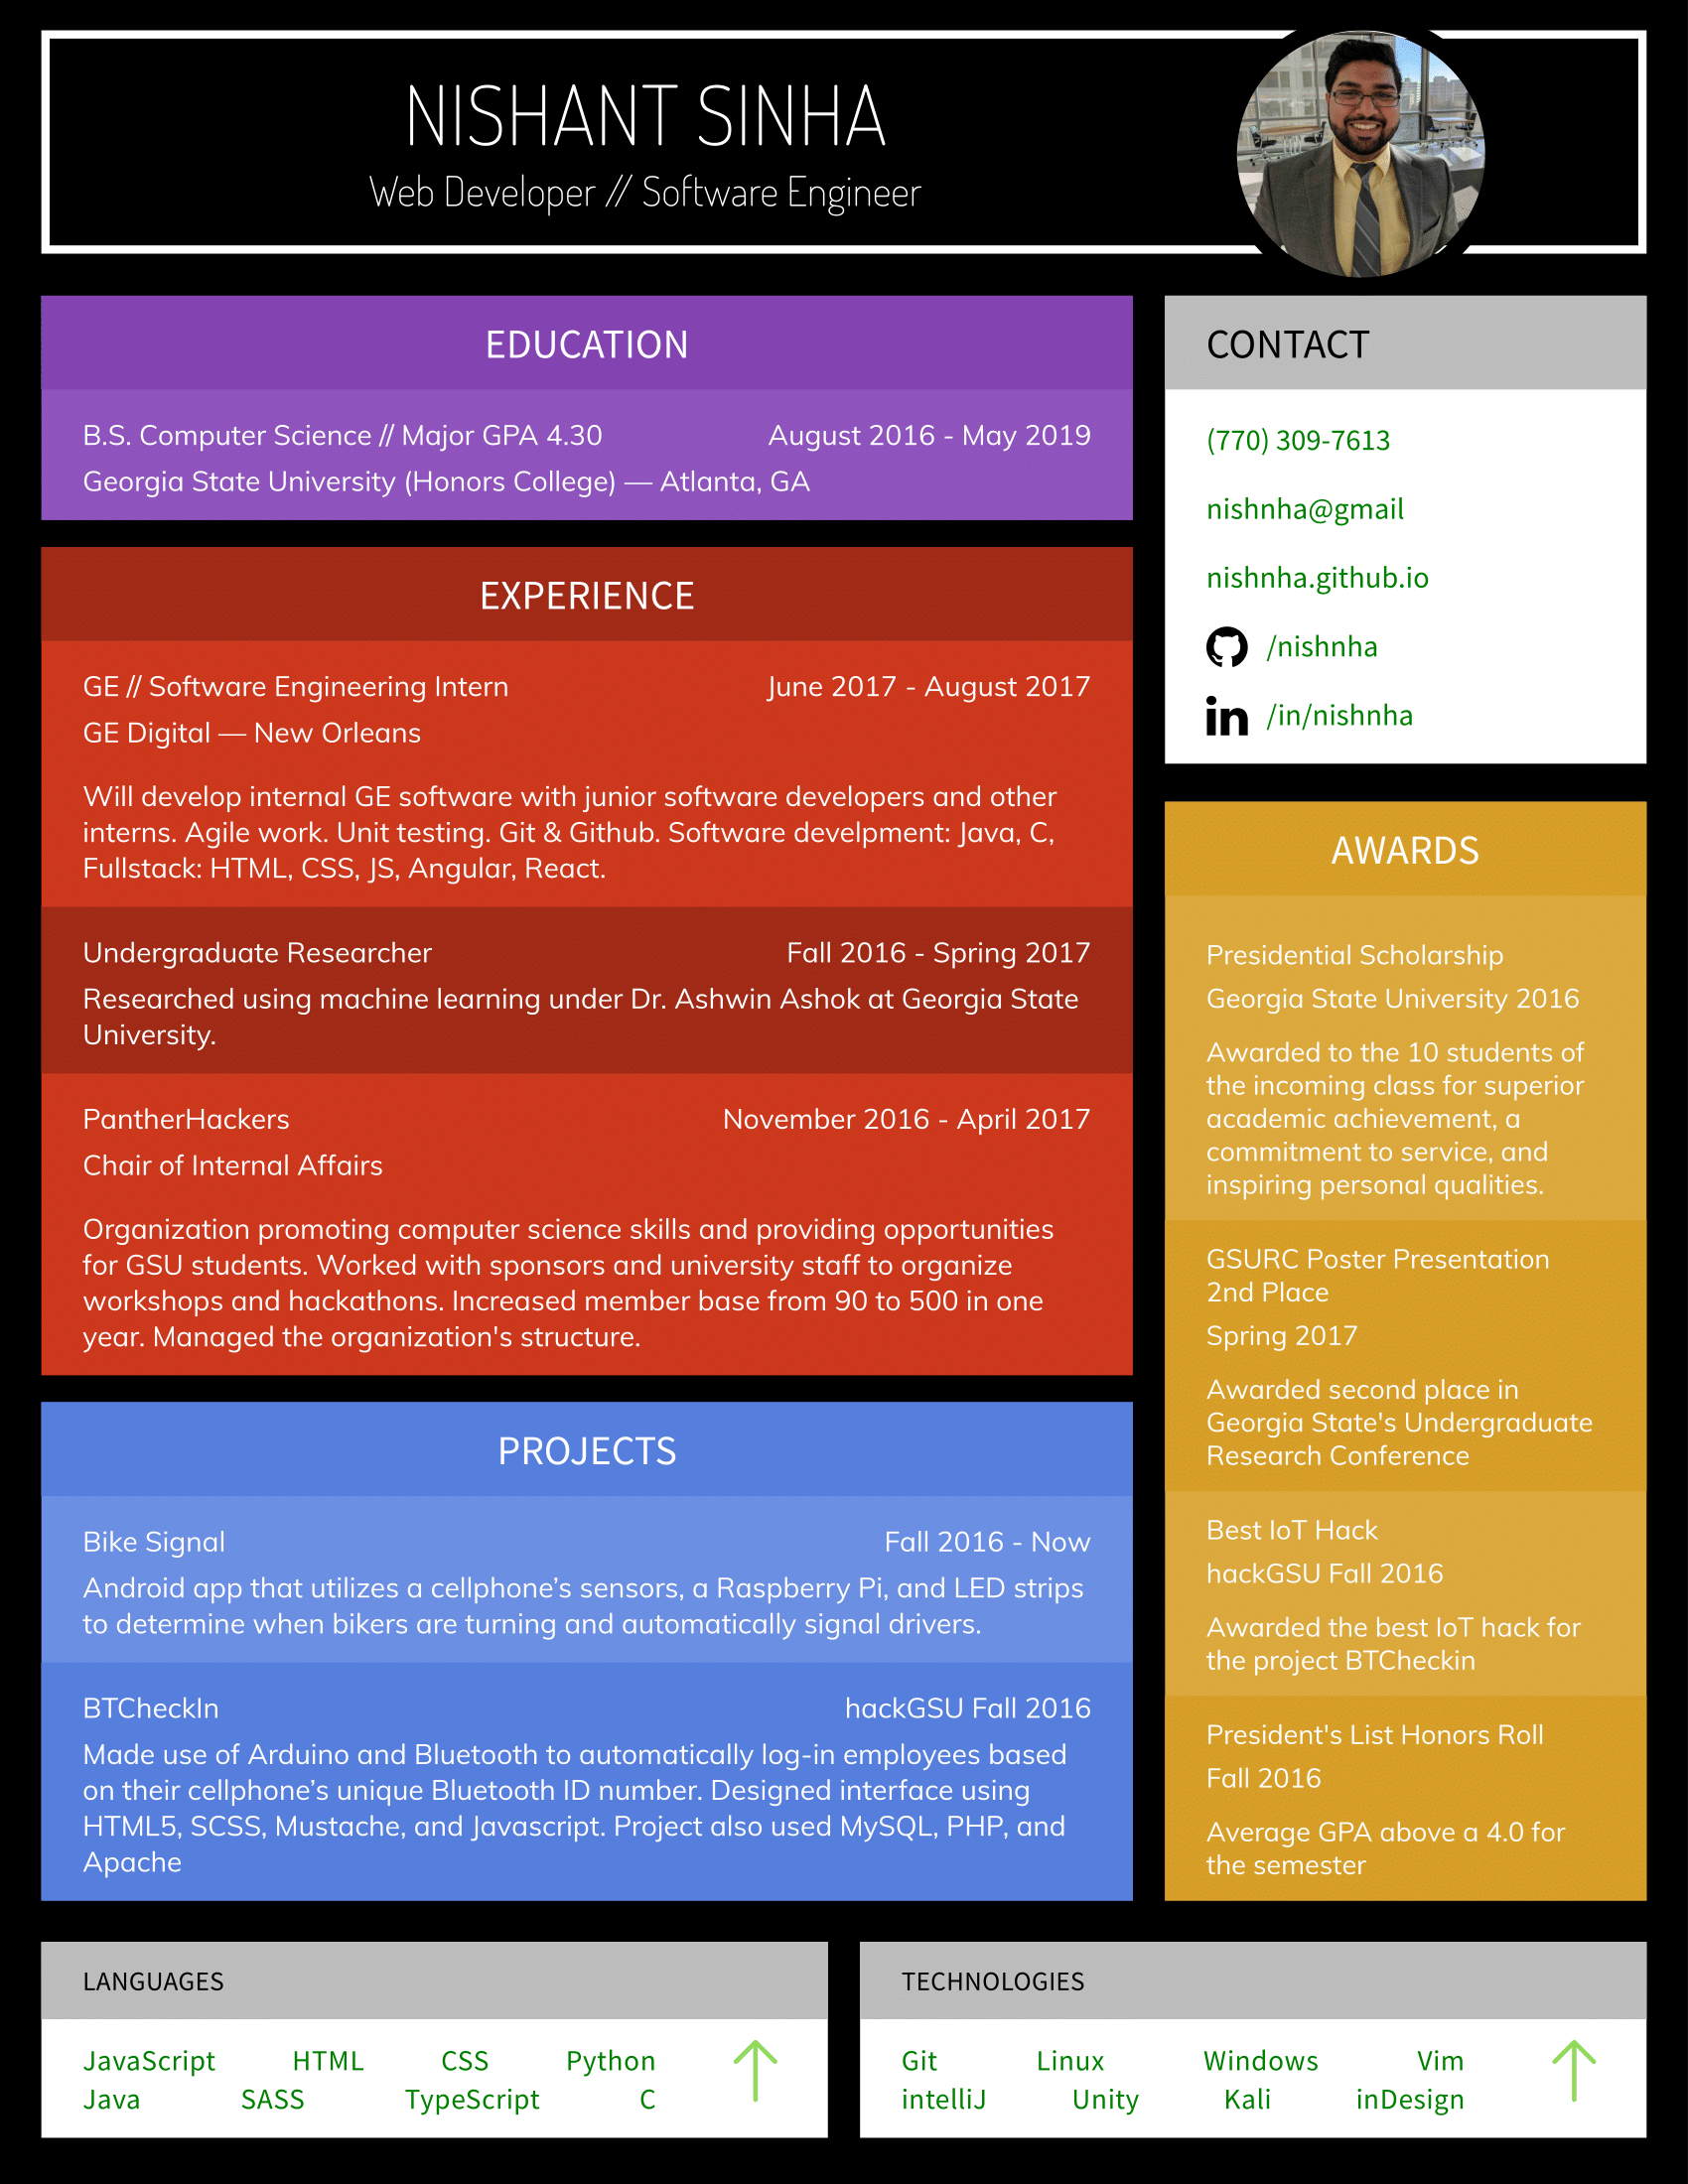 NISHANT SINHA
Web Developer // Software Engineer
EDUCATION
B.S. Computer Science // Major GPA 4.30 August 2016 - May 2019
Georgia State University (Honors College) — Atlanta, GA
EXPERIENCE
GE // Software Engineering Intern June 2017 - August 2017
GE Digital — New Orleans
Will develop internal GE software with junior software developers and other
interns. Agile work. Unit testing. Git & Github. Software develpment: Java, C,
Fullstack: HTML, CSS, JS, Angular, React.
Undergraduate Researcher Fall 2016 - Spring 2017
Researched using machine learning under Dr. Ashwin Ashok at Georgia State
University.
PantherHackers November 2016 - April 2017
Chair of Internal Affairs
Organization promoting computer science skills and providing opportunities
for GSU students. Worked with sponsors and university staff to organize
workshops and hackathons. Increased member base from 90 to 500 in one
year. Managed the organization's structure.
PROJECTS
Bike Signal Fall 2016 - Now
Android app that utilizes a cellphone’s sensors, a Raspberry Pi, and LED strips
to determine when bikers are turning and automatically signal drivers.
BTCheckIn hackGSU Fall 2016
Made use of Arduino and Bluetooth to automatically log-in employees based
on their cellphone’s unique Bluetooth ID number. Designed interface using
HTML5, SCSS, Mustache, and Javascript. Project also used MySQL, PHP, and
Apache
CONTACT
(770) 309-7613
nishnha@gmail
nishnha.github.io
/nishnha
in /in/nishnha
AWARDS
Presidential Scholarship
Georgia State University 2016
Awarded to the 10 students of
the incoming class for superior
academic achievement, a
commitment to service, and
inspiring personal qualities.
GSURC Poster Presentation
2nd Place
Spring 2017
Awarded second place in
Georgia State's Undergraduate
Research Conference
Best IoT Hack
hackGSU Fall 2016
Awarded the best IoT hack for
the project BTCheckin
President's List Honors Roll
Fall 2016
Average GPA above a 4.0 for
the semester
LANGUAGES
JavaScript HTML CSS Python
Java SASS TypeScript C
TECHNOLOGIES
Git Linux Windows Vim
intelliJ Unity Kali inDesign